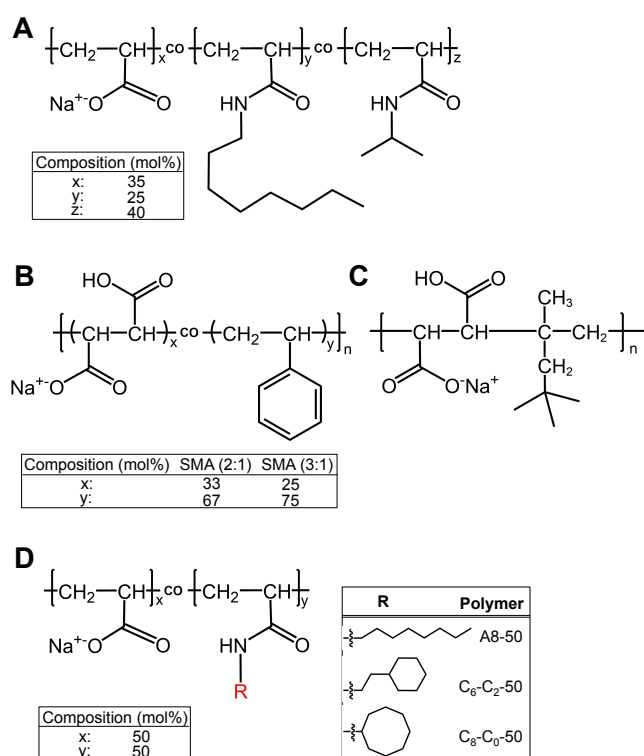 A
[CH2 CH]x co [CH2 CH]y co [CH2 CH]z
Na+-O O HN O HN O
Composition (mol%)
x: 35
y: 25
z: 40
B
HO O
(CH CH)x co (CH2 CH)y n
Na+-O O
Composition (mol%) SMA (2:1) SMA (3:1)
x: 33 25
y: 67 75
C
HO O CH3
CH CH C CH2 n
O O-Na+ CH2
D
[CH2 CH]x co [CH2 CH]y
Na+-O O HN O
R
Composition (mol%)
x: 50
y: 50
R Polymer
A8-50
C6-C2-50
C8-C0-50